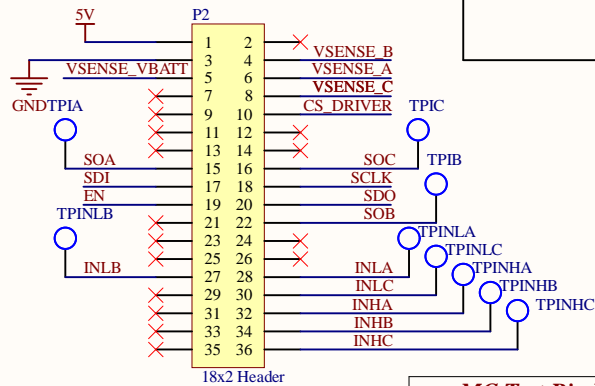 5V
P2
1 2
VSENSE_B
3 4
VSENSE_VBATT 5 6 VSENSE_A
7 8 VSENSE_C
GND TPIA 9 10 CS_DRIVER TPIC
11 12
13 14
SOA 15 16 SOC TPIB
SDI 17 18 SCLK
EN 19 20 SDO
TPINLB 21 22 SOB
23 24 TPINLA
25 26 TPINLC
INLB 27 28 INLA TPINHA
29 30 INLC TPINHB
31 32 INHA TPINHC
33 34 INHB
35 36 INHC
18x2 Header